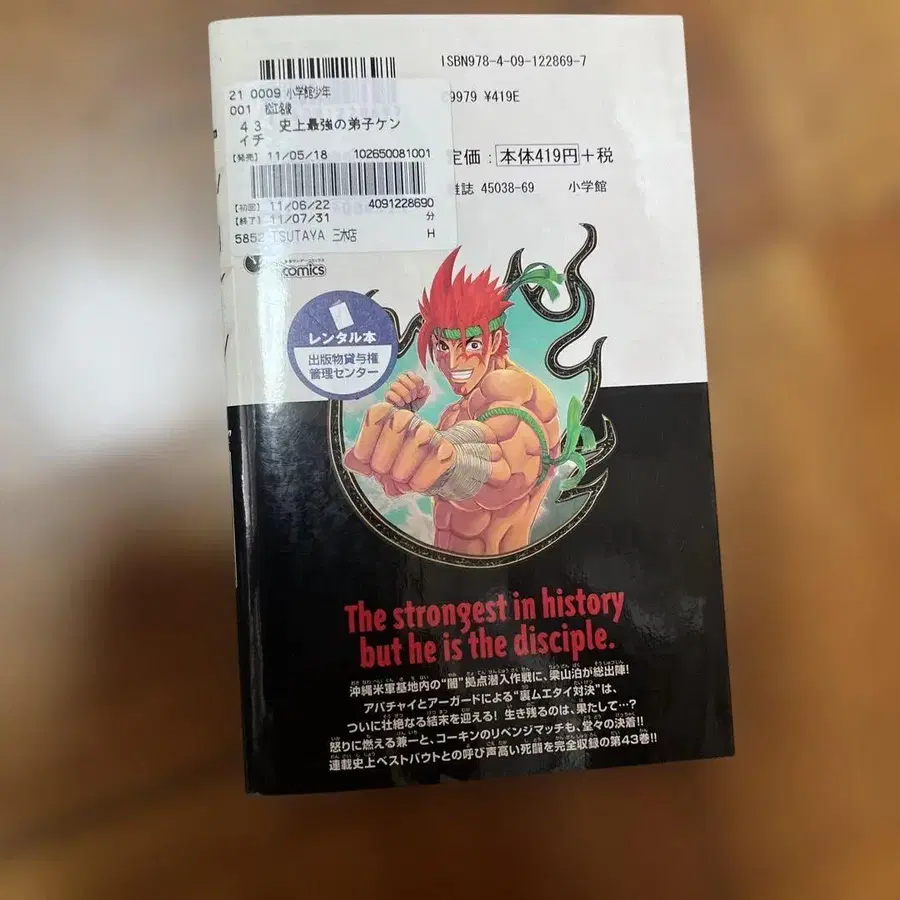 ISBN978-4-09-122869-7
9979 ¥419E
定価:本体419円+税
雑誌 45038-69 小学館
21 0009 小学館少年
001 松江名俊
43 史上最強の弟子ケン
イチ
【発売】 11/05/18 102650081001
【初回】 11/06/22 4091228690
【終了】 11/07/31 分
5852 TSUTAYA 三木店 H
comics
レンタル本
出版物貸与権
管理センター
The strongest in history
but he is the disciple.
沖縄米軍基地内の“闇”拠点潜入作戦に、梁山泊が総出陣!
アパチャイとアーガードによる“裏ムエタイ対決”は、
ついに壮絶なる結末を迎える! 生き残るのは、果たして…?
怒りに燃える兼一と、コーキンのリベンジマッチも、堂々の決着!!
連載史上ベストバウトとの呼び声高い死闘を完全収録の第43巻!!